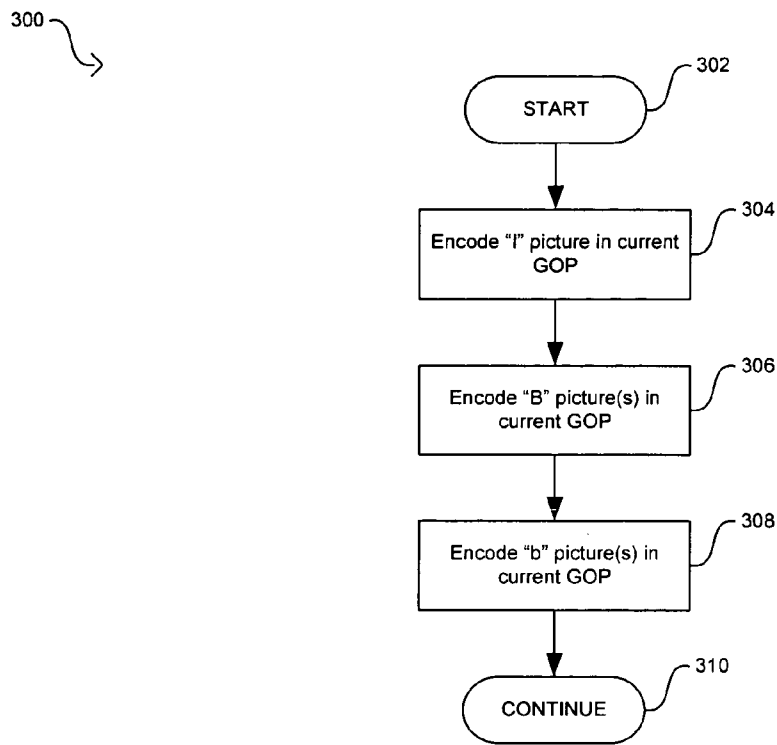 300
302
START
304
Encode “I” picture in current
GOP
306
Encode “B” picture(s) in
current GOP
308
Encode “b” picture(s) in
current GOP
310
CONTINUE